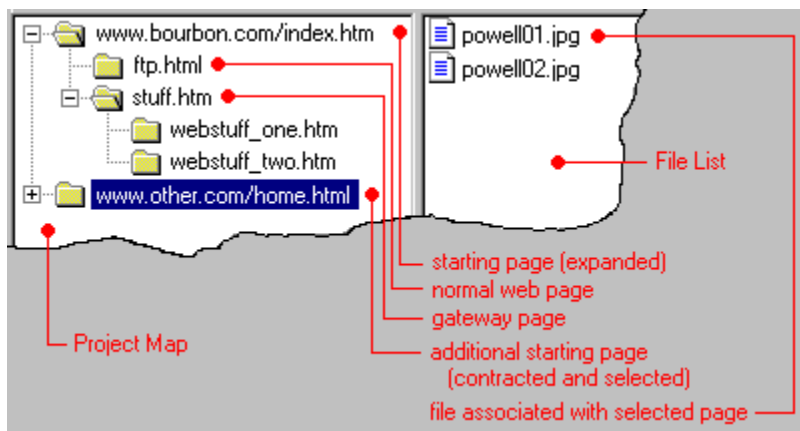 www.bourbon.com/index.htm
ftp.html
stuff.htm
webstuff_one.htm
webstuff_two.htm
www.other.com/home.html
powell01.jpg
powell02.jpg
File List
starting page (expanded)
normal web page
gateway page
Project Map
additional starting page
(contracted and selected)
file associated with selected page